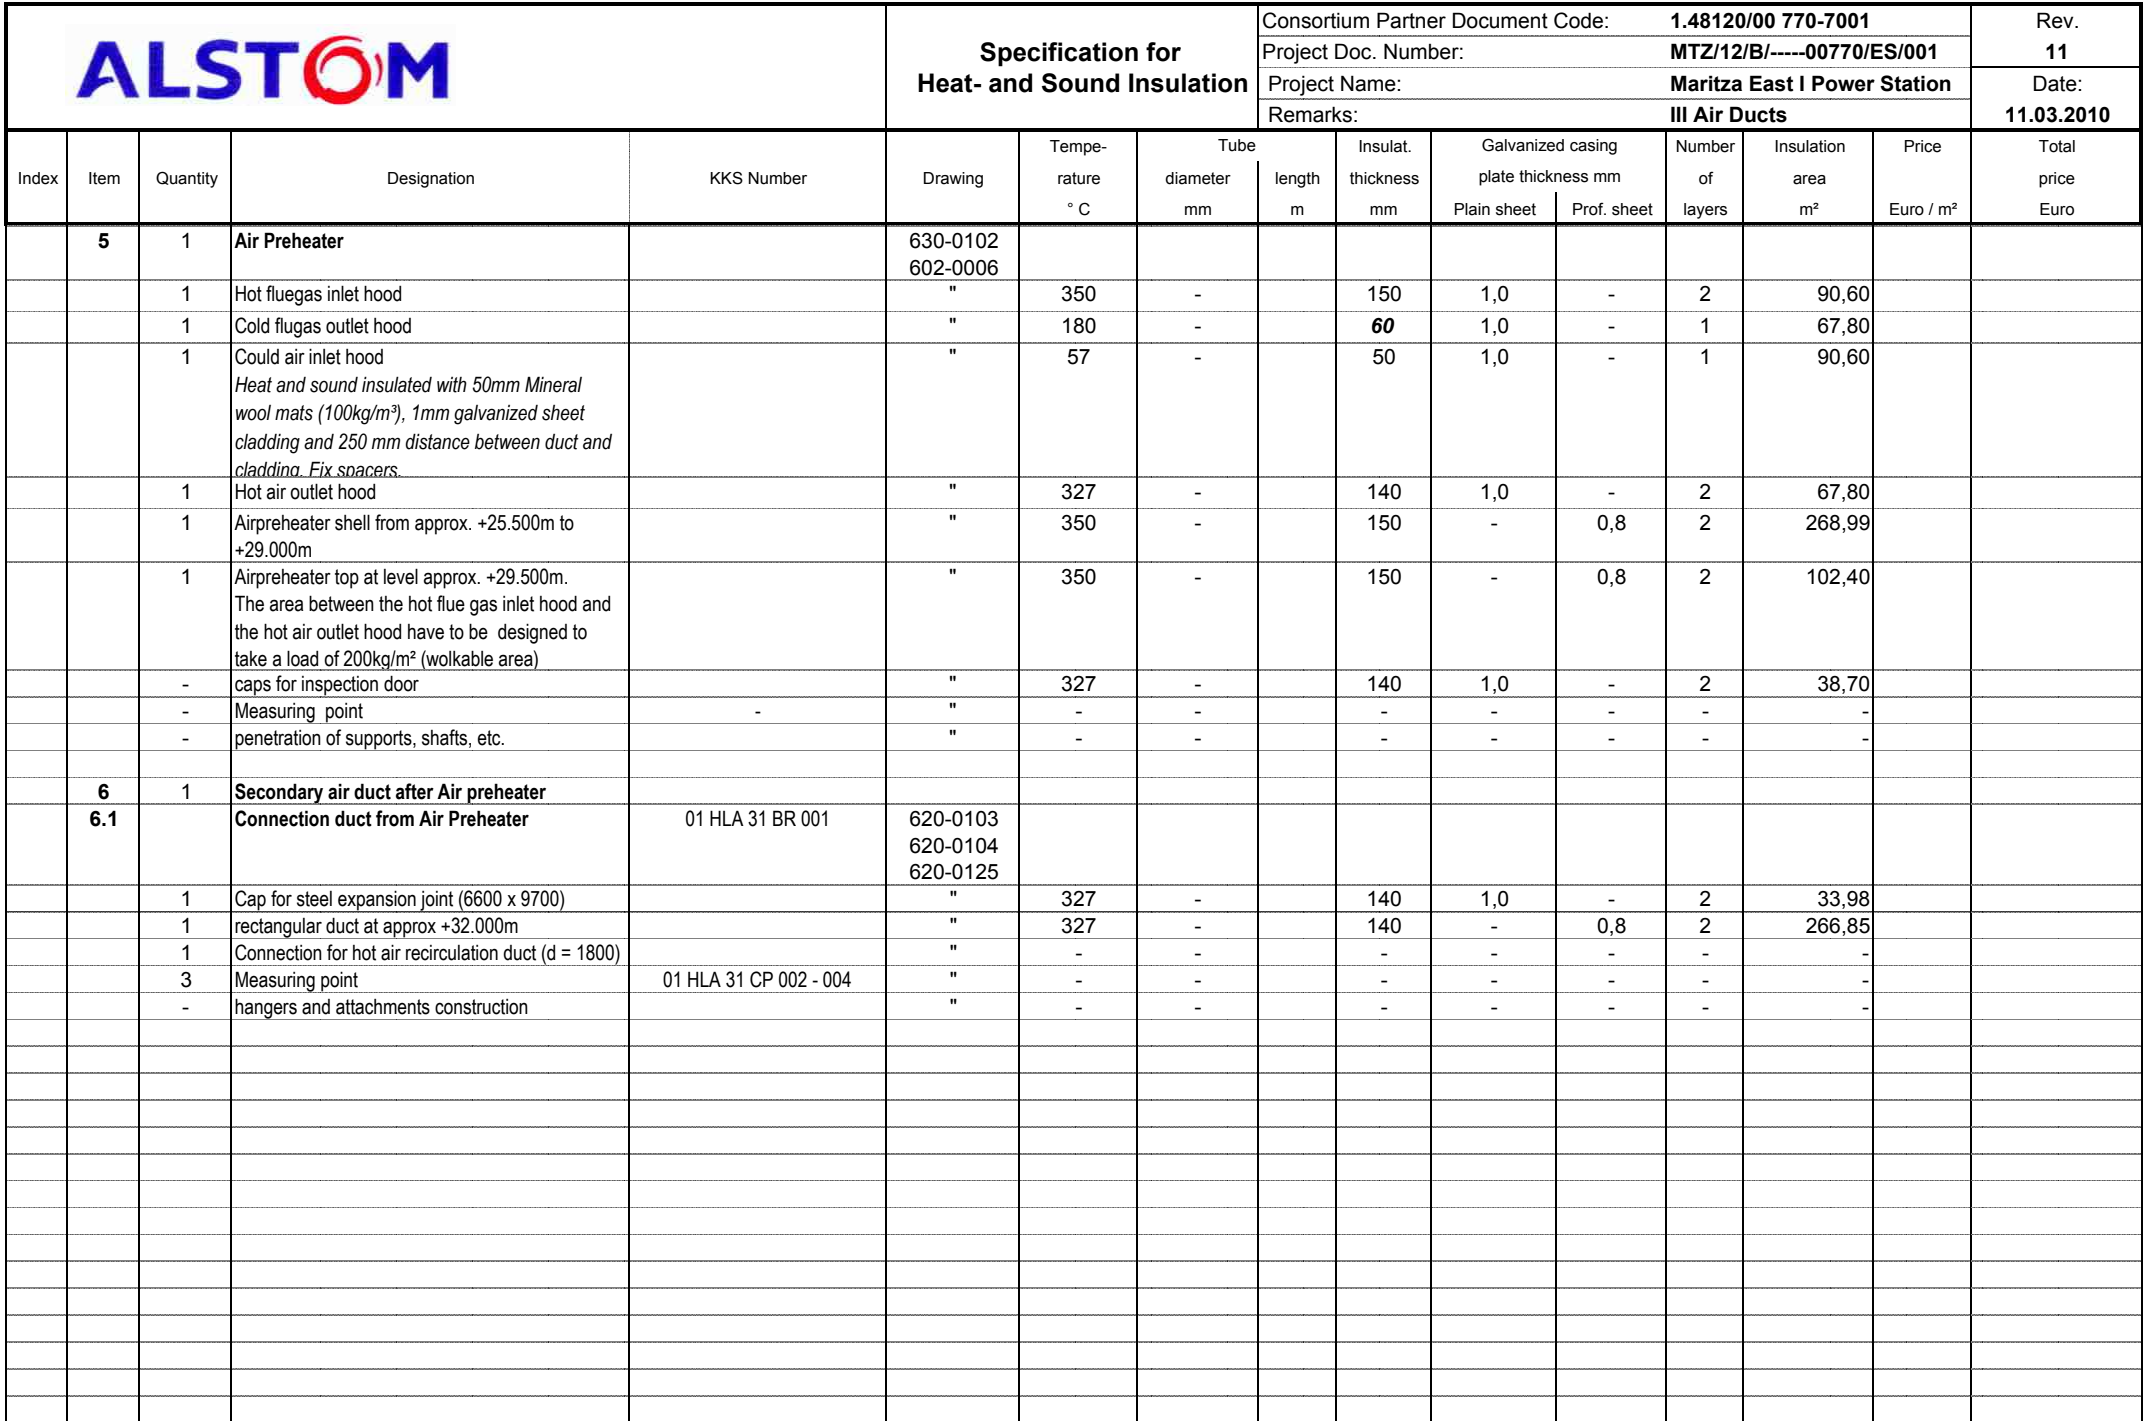 ALSTOM
Specification for
Heat- and Sound Insulation
Consortium Partner Document Code: 1.48120/00 770-7001 Rev.
Project Doc. Number: MTZ/12/B/-----00770/ES/001 11
Project Name: Maritza East I Power Station Date:
Remarks: III Air Ducts 11.03.2010
Tempe- Tube Insulat. Galvanized casing Number Insulation Price Total
Index Item Quantity Designation KKS Number Drawing rature diameter length thickness plate thickness mm of area price
° C mm m mm Plain sheet Prof. sheet layers m² Euro / m² Euro
5 1 Air Preheater 630-0102
602-0006
1 Hot fluegas inlet hood " 350 - 150 1,0 - 2 90,60
1 Cold flugas outlet hood " 180 - 60 1,0 - 1 67,80
1 Could air inlet hood " 57 - 50 1,0 - 1 90,60
Heat and sound insulated with 50mm Mineral
wool mats (100kg/m³), 1mm galvanized sheet
cladding and 250 mm distance between duct and
cladding. Fix spacers.
1 Hot air outlet hood " 327 - 140 1,0 - 2 67,80
1 Airpreheater shell from approx. +25.500m to " 350 - 150 - 0,8 2 268,99
+29.000m
1 Airpreheater top at level approx. +29.500m. " 350 - 150 - 0,8 2 102,40
The area between the hot flue gas inlet hood and
the hot air outlet hood have to be designed to
take a load of 200kg/m² (wolkable area)
- caps for inspection door " 327 - 140 1,0 - 2 38,70
- Measuring point - " - - - - - - -
- penetration of supports, shafts, etc. " - - - - - - -
6 1 Secondary air duct after Air preheater
6.1 Connection duct from Air Preheater 01 HLA 31 BR 001 620-0103
620-0104
620-0125
1 Cap for steel expansion joint (6600 x 9700) " 327 - 140 1,0 - 2 33,98
1 rectangular duct at approx +32.000m " 327 - 140 - 0,8 2 266,85
1 Connection for hot air recirculation duct (d = 1800) " - - - - - - -
3 Measuring point 01 HLA 31 CP 002 - 004 " - - - - - - -
- hangers and attachments construction " - - - - - - -